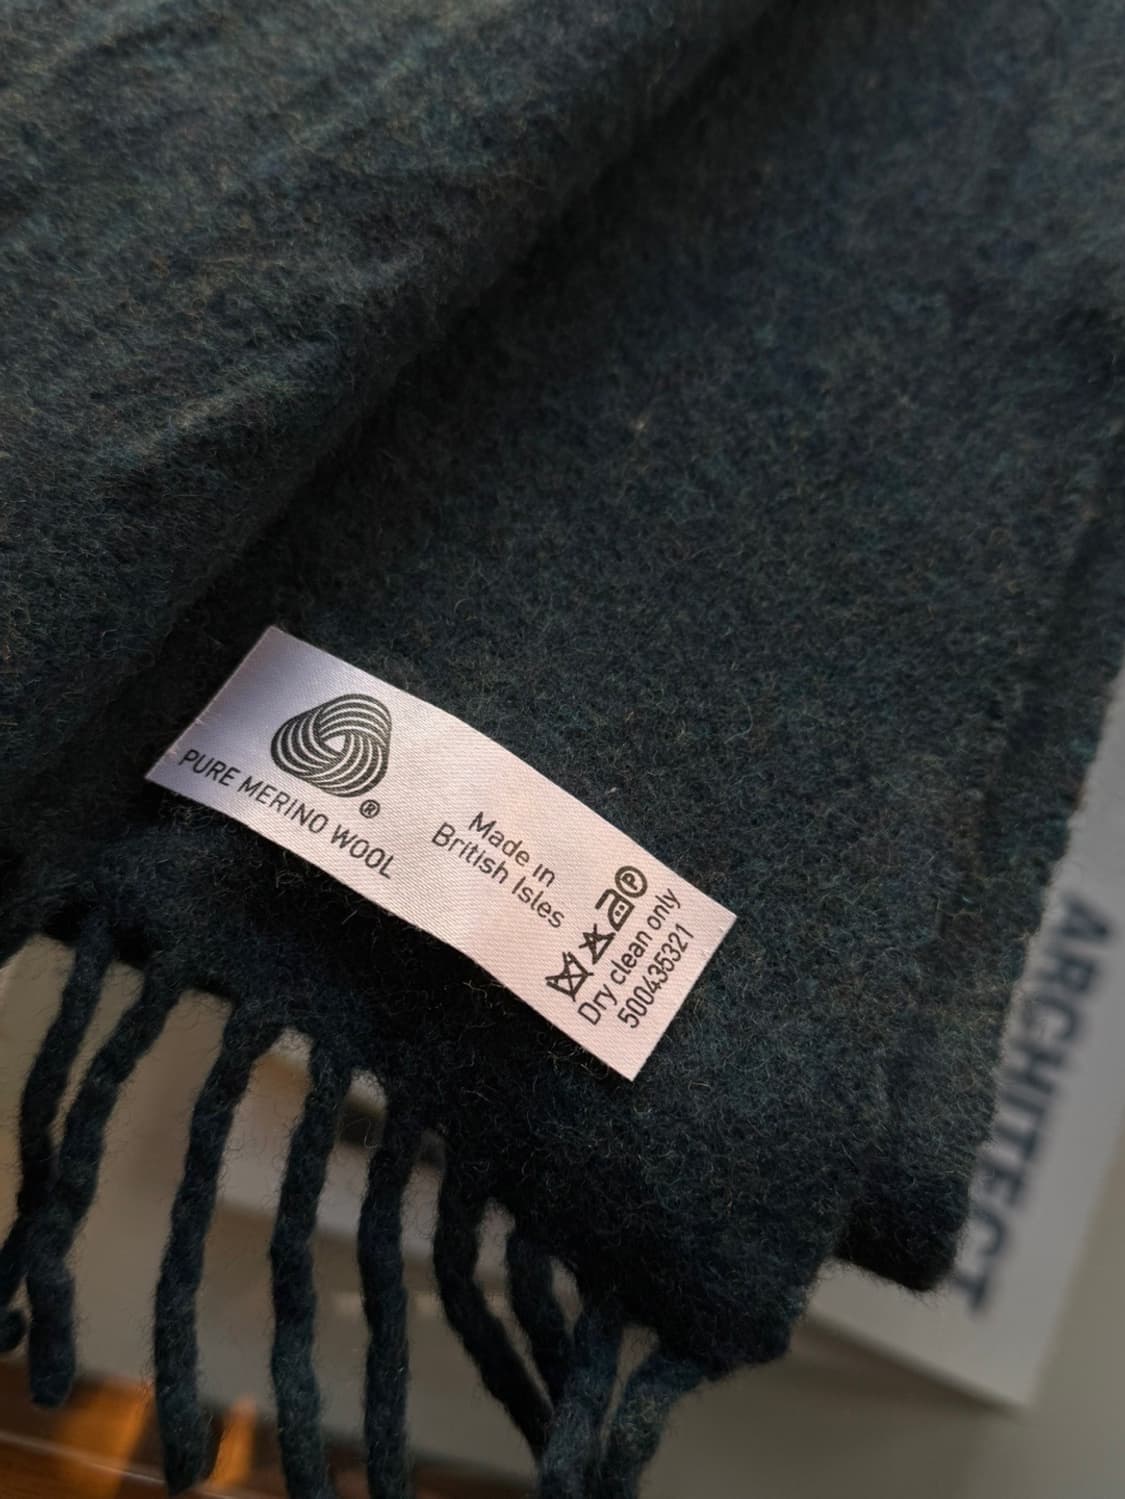 PURE MERINO WOOL
®
Made in
British Isles
P
Dry clean only
500435321
ARCHITECT